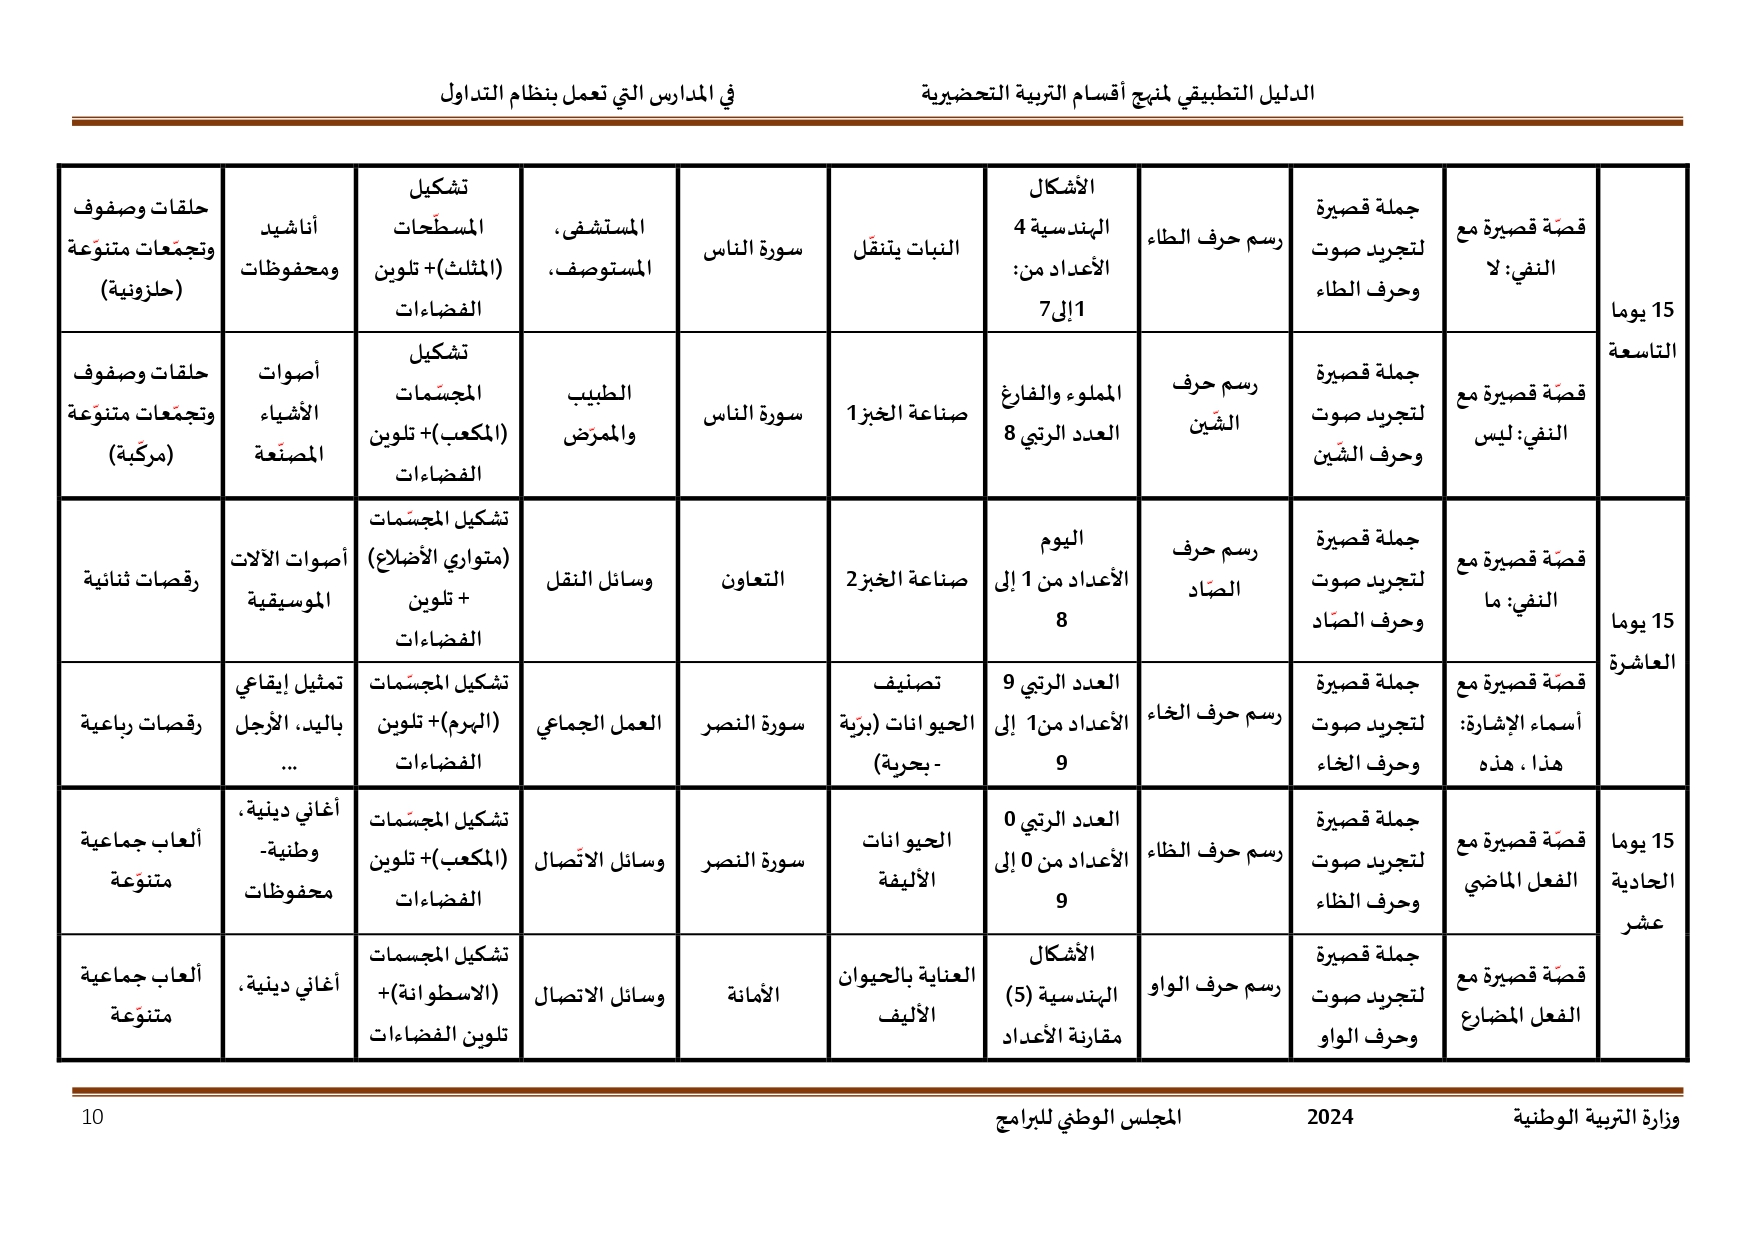 الدليل التطبيقي لمنهج أقسام التربية التحضيرية في المدارس التي تعمل بنظام التداول
15 يوما
التاسعة
قصّة قصيرة مع
النفي: لا
جملة قصيرة
لتجريد صوت
وحرف الطاء
رسم حرف الطاء
الأشكال
الهندسية 4
الأعداد من:
1إلى7
النبات يتنقّل
سورة الناس
المستشفى،
المستوصف،
تشكيل
المسطّحات
(المثلث)+ تلوين
الفضاءات
أناشيد
ومحفوظات
حلقات وصفوف
وتجمّعات متنوّعة
(حلزونية)
قصّة قصيرة مع
النفي: ليس
جملة قصيرة
لتجريد صوت
وحرف الشّين
رسم حرف
الشّين
المملوء والفارغ
العدد الرتبي 8
صناعة الخبز1
سورة الناس
الطبيب
والممرّض
تشكيل
المجسّمات
(المكعب)+ تلوين
الفضاءات
أصوات
الأشياء
المصنّعة
حلقات وصفوف
وتجمّعات متنوّعة
(مركّبة)
15 يوما
العاشرة
قصّة قصيرة مع
النفي: ما
جملة قصيرة
لتجريد صوت
وحرف الصّاد
رسم حرف
الصّاد
اليوم
الأعداد من 1 إلى
8
صناعة الخبز2
التعاون
وسائل النقل
تشكيل المجسّمات
(متواري الأضلاع)
+ تلوين
الفضاءات
أصوات الآلات
الموسيقية
رقصات ثنائية
قصّة قصيرة مع
أسماء الإشارة:
هذا ، هذه
جملة قصيرة
لتجريد صوت
وحرف الخاء
رسم حرف الخاء
العدد الرتبي 9
الأعداد من1 إلى
9
تصنيف
الحيوانات (برّية
- بحرية)
سورة النصر
العمل الجماعي
تشكيل المجسّمات
(الهرم)+ تلوين
الفضاءات
تمثيل إيقاعي
باليد، الأرجل
...
رقصات رباعية
15 يوما
الحادية
عشر
قصّة قصيرة مع
الفعل الماضي
جملة قصيرة
لتجريد صوت
وحرف الظاء
رسم حرف الظاء
العدد الرتبي 0
الأعداد من 0 إلى
9
الحيوانات
الأليفة
سورة النصر
وسائل الاتّصال
تشكيل المجسّمات
(المكعب)+ تلوين
الفضاءات
أغاني دينية،
وطنية-
محفوظات
ألعاب جماعية
متنوّعة
قصّة قصيرة مع
الفعل المضارع
جملة قصيرة
لتجريد صوت
وحرف الواو
رسم حرف الواو
الأشكال
الهندسية (5)
مقارنة الأعداد
العناية بالحيوان
الأليف
الأمانة
وسائل الاتصال
تشكيل المجسمات
(الاسطوانة)+
تلوين الفضاءات
أغاني دينية،
ألعاب جماعية
متنوّعة
وزارة التربية الوطنية 2024 المجلس الوطني للبرامج 10